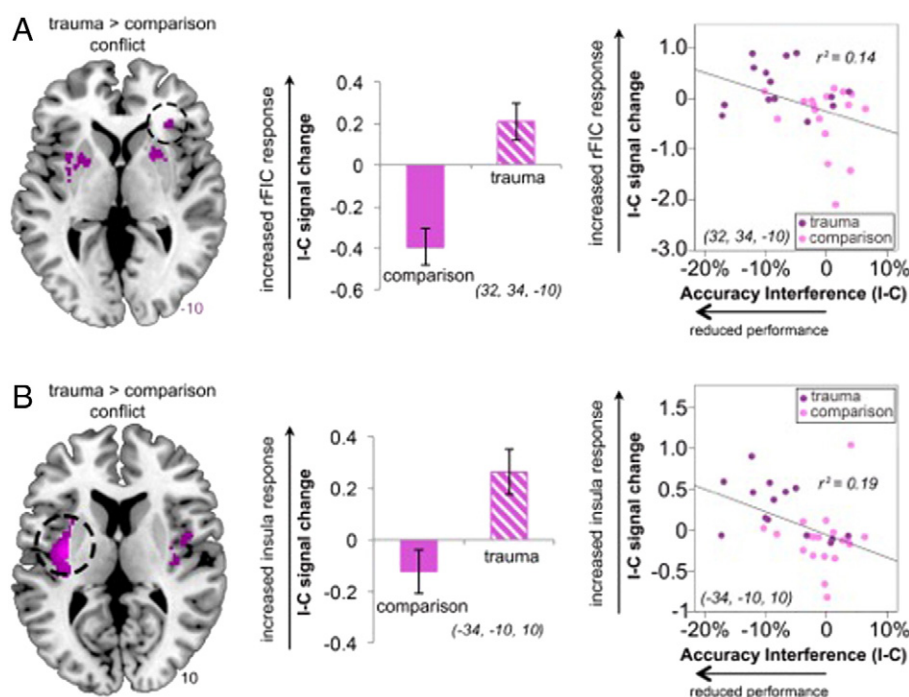 A
trauma > comparison
conflict
-10
increased rFIC response
I-C signal change
0.4
0.2
0
-0.2
-0.4
-0.6
trauma
comparison
(32, 34, -10)
increased rFIC response
I-C signal change
1.0
0
-1.0
-2.0
-3.0
r² = 0.14
(32, 34, -10)
trauma
comparison
-20% -10% 0 10%
Accuracy Interference (I-C)
reduced performance
B
trauma > comparison
conflict
10
increased insula response
I-C signal change
0.4
0.2
0
-0.2
-0.4
trauma
comparison
(-34, -10, 10)
increased insula response
I-C signal change
1.5
1.0
0.5
0
-0.5
-1
trauma
comparison
r² = 0.19
(-34, -10, 10)
-20% -10% 0 10%
Accuracy Interference (I-C)
reduced performance